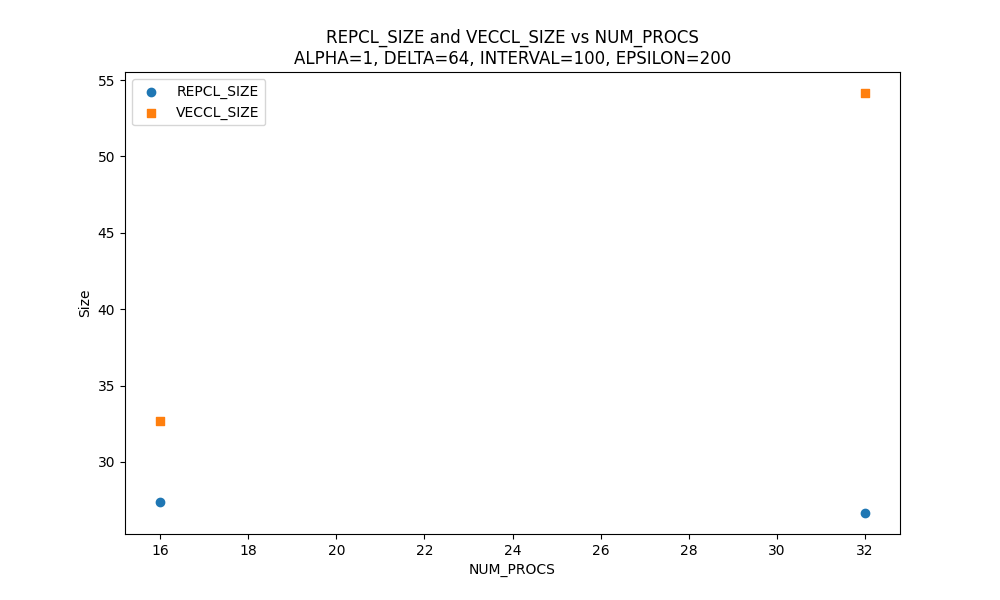 REPCL_SIZE and VECCL_SIZE vs NUM_PROCS
ALPHA=1, DELTA=64, INTERVAL=100, EPSILON=200
REPCL_SIZE
VECCL_SIZE
55
50
45
40
35
30
Size
16 18 20 22 24 26 28 30 32
NUM_PROCS